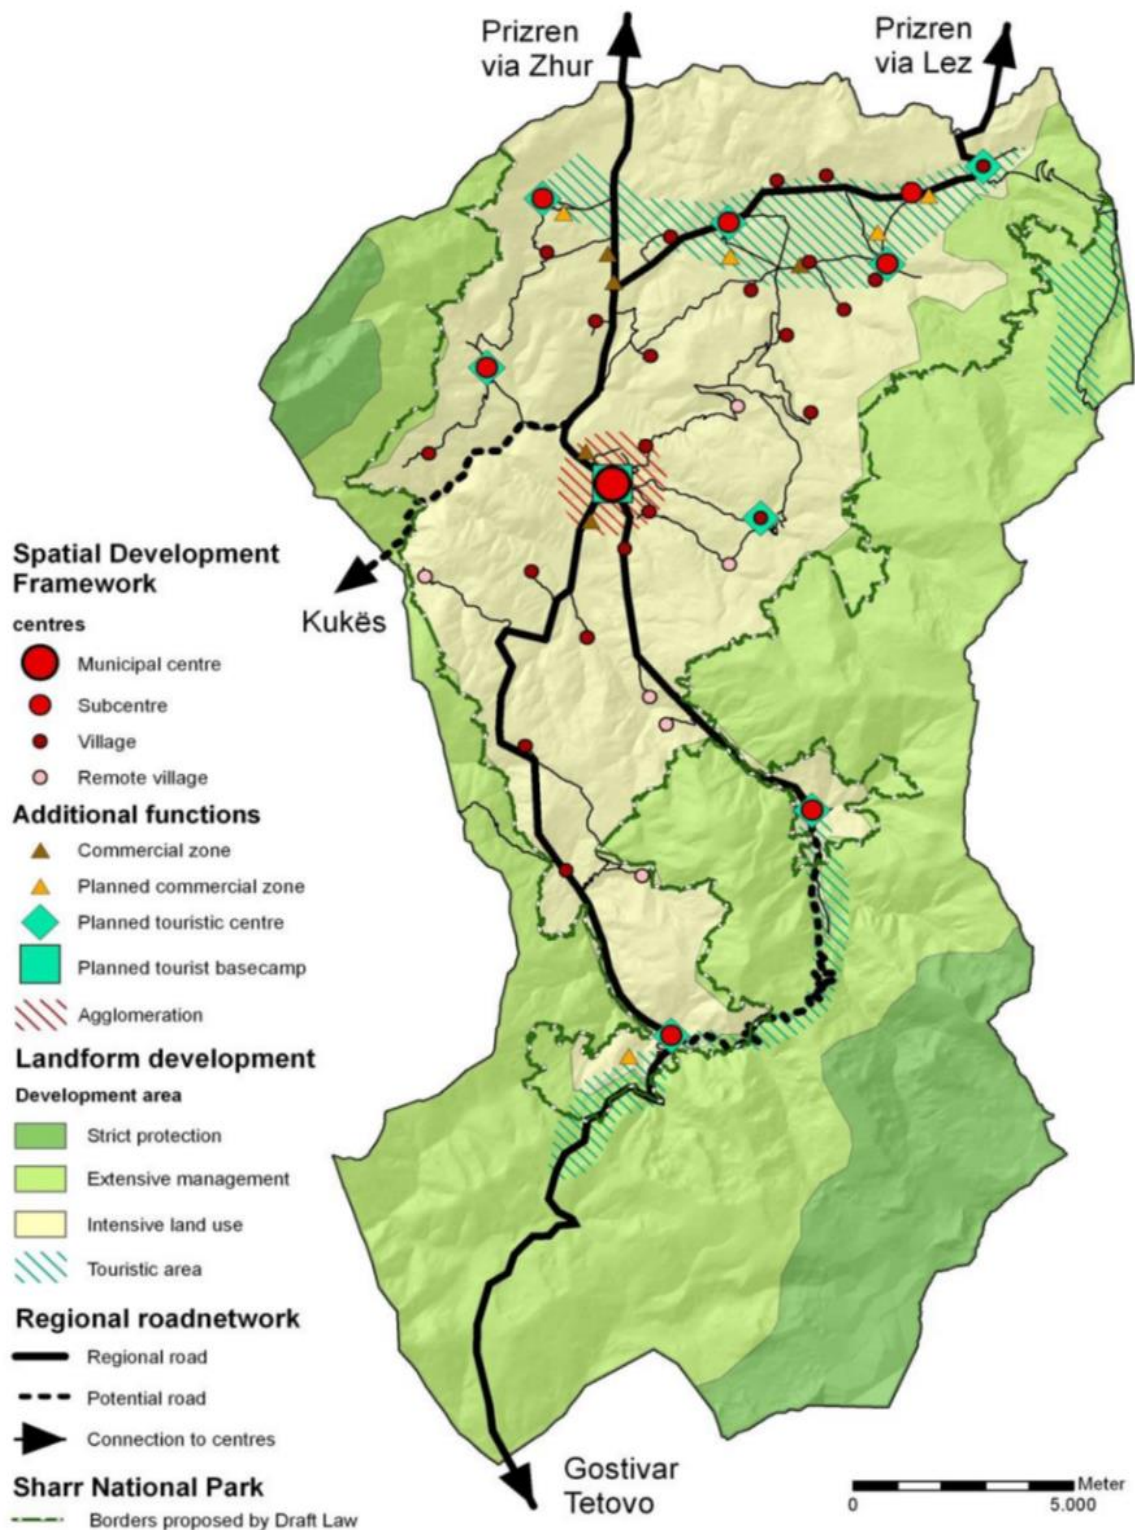 Prizren
via Zhur
Prizren
via Lez
Kukës
Spatial Development
Framework
centres
Municipal centre
Subcentre
Village
Remote village
Additional functions
Commercial zone
Planned commercial zone
Planned touristic centre
Planned tourist basecamp
Agglomeration
Landform development
Development area
Strict protection
Extensive management
Intensive land use
Touristic area
Regional roadnetwork
Regional road
Potential road
Connection to centres
Sharr National Park
Borders proposed by Draft Law
Gostivar
Tetovo
Meter
0 5.000